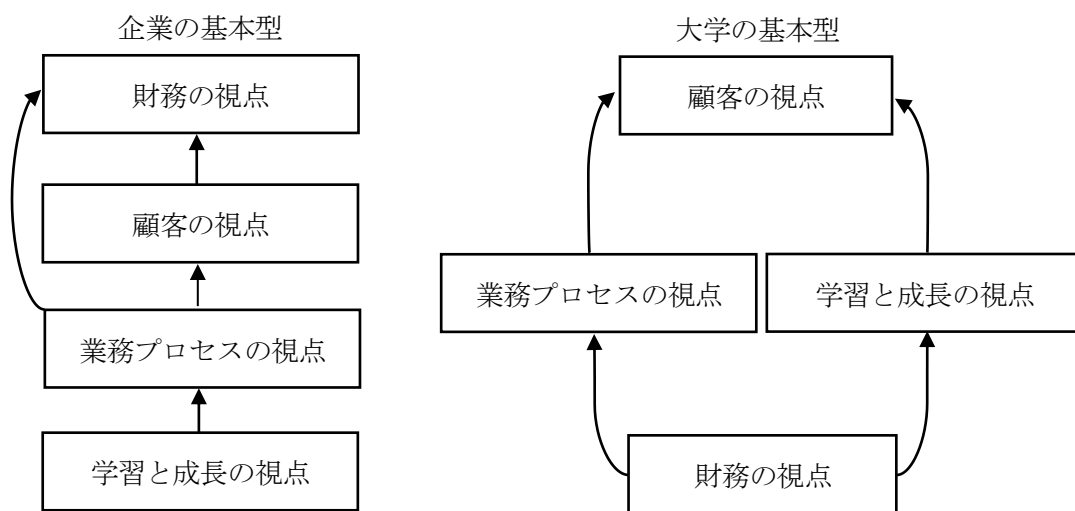 企業の基本型
財務の視点
顧客の視点
業務プロセスの視点
学習と成長の視点
大学の基本型
顧客の視点
業務プロセスの視点
学習と成長の視点
財務の視点